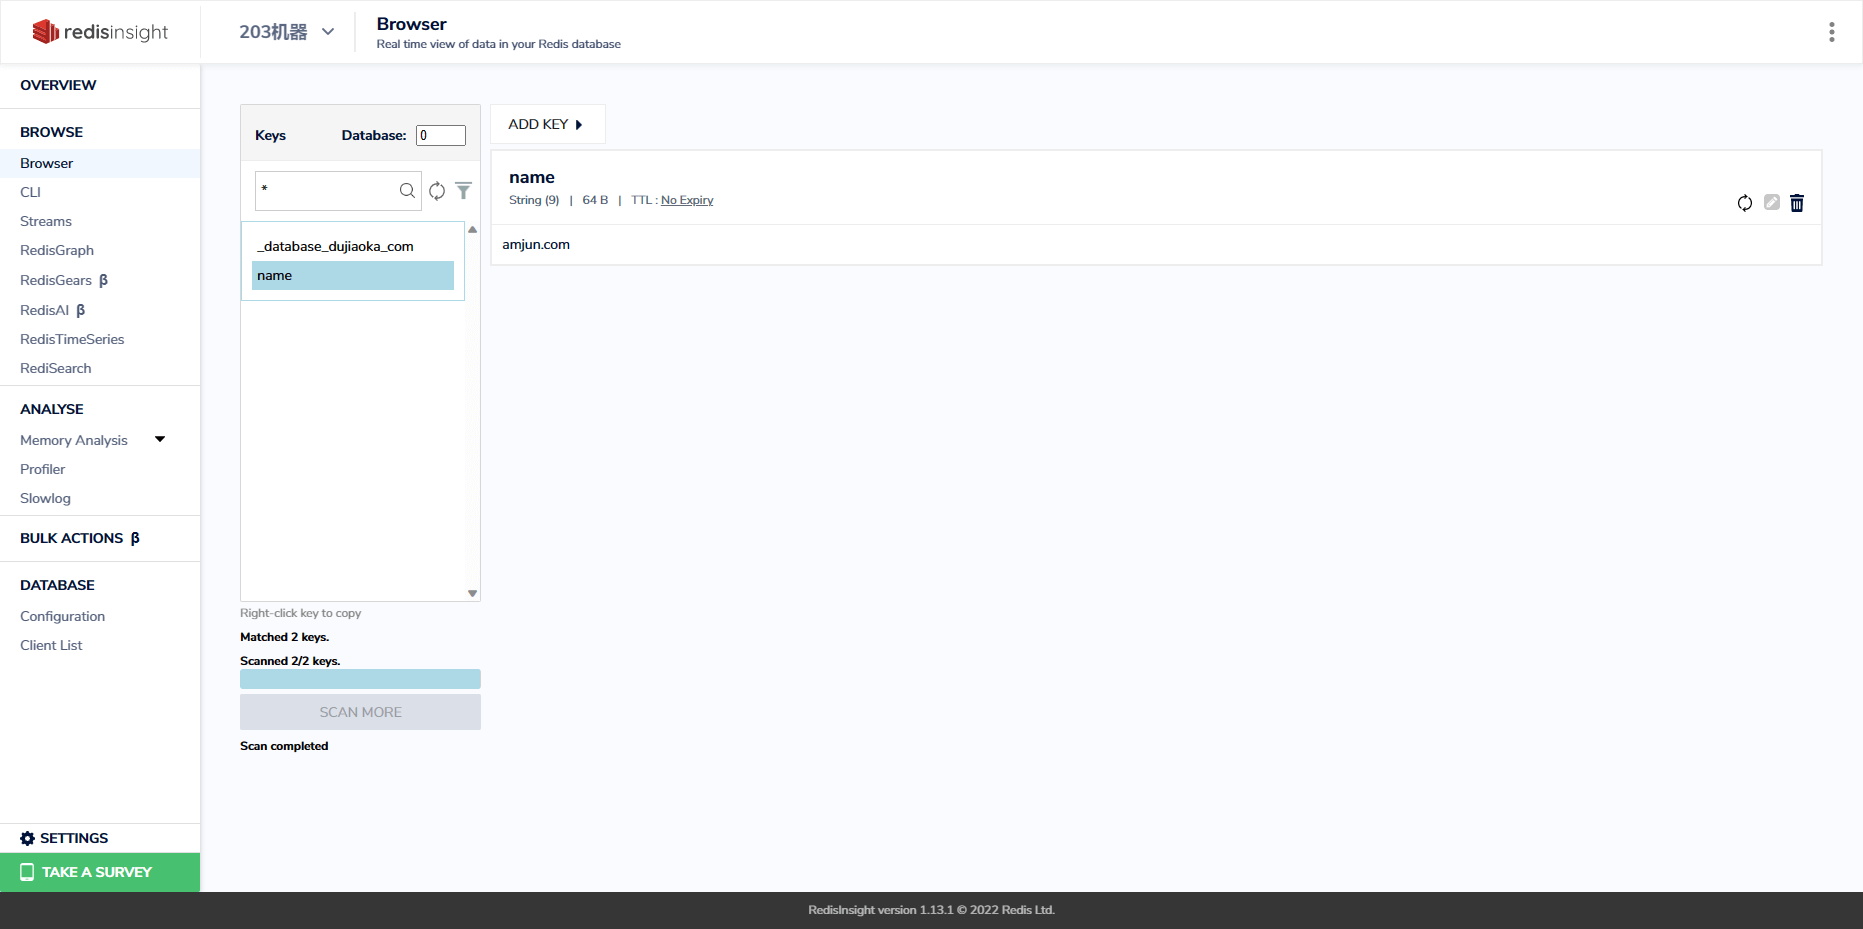 redisinsight
203机器
Browser
Real time view of data in your Redis database
OVERVIEW
BROWSE
Browser
CLI
Streams
RedisGraph
RedisGears β
RedisAI β
RedisTimeSeries
RediSearch
ANALYSE
Memory Analysis
Profiler
Slowlog
BULK ACTIONS β
DATABASE
Configuration
Client List
SETTINGS
TAKE A SURVEY
Keys Database: 0
*
_database_dujiaoka_com
name
Right-click key to copy
Matched 2 keys.
Scanned 2/2 keys.
SCAN MORE
Scan completed
ADD KEY
name
String (9) | 64 B | TTL : No Expiry
amjun.com
RedisInsight version 1.13.1 © 2022 Redis Ltd.